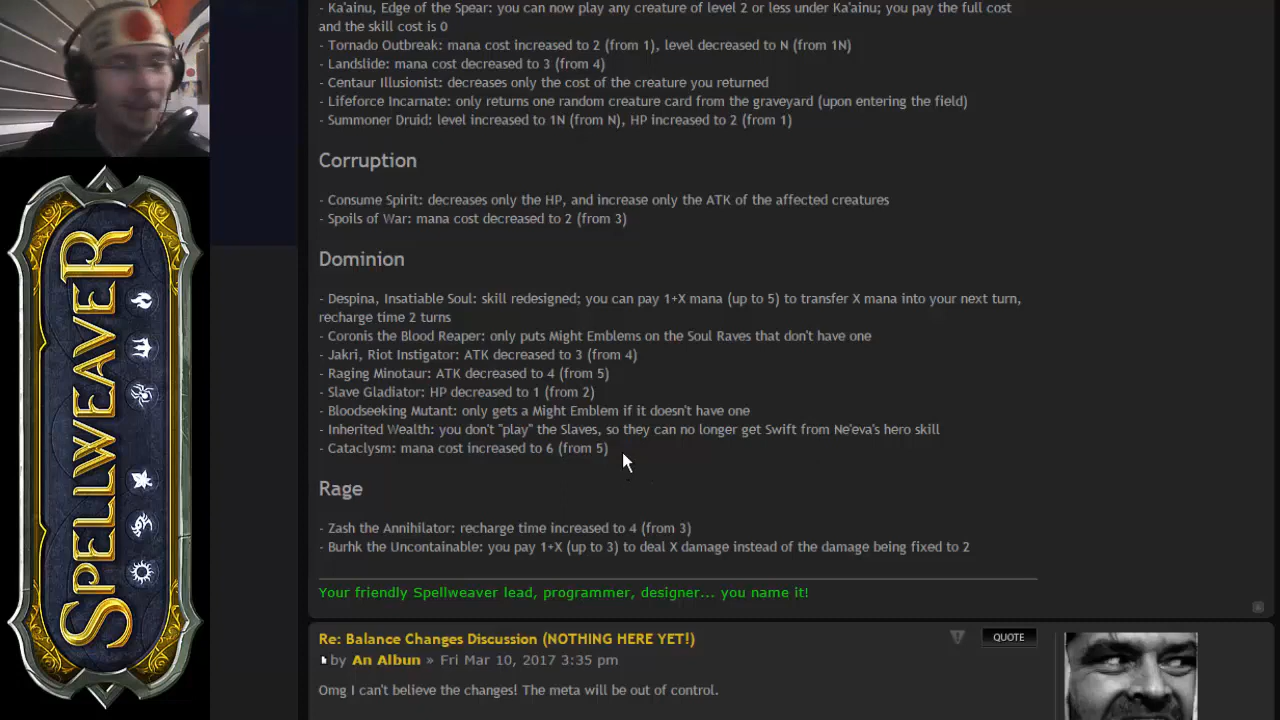 - Ka'ainu, Edge of the Spear: you can now play any creature of level 2 or less under Ka'ainu; you pay the full cost
and the skill cost is 0
- Tornado Outbreak: mana cost increased to 2 (from 1), level decreased to N (from 1N)
- Landslide: mana cost decreased to 3 (from 4)
- Centaur Illusionist: decreases only the cost of the creature you returned
- Lifeforce Incarnate: only returns one random creature card from the graveyard (upon entering the field)
- Summoner Druid: level increased to 1N (from N), HP increased to 2 (from 1)
Corruption
- Consume Spirit: decreases only the HP, and increase only the ATK of the affected creatures
- Spoils of War: mana cost decreased to 2 (from 3)
Dominion
- Despina, Insatiable Soul: skill redesigned; you can pay 1+X mana (up to 5) to transfer X mana into your next turn,
recharge time 2 turns
- Coronis the Blood Reaper: only puts Might Emblems on the Soul Raves that don't have one
- Jakri, Riot Instigator: ATK decreased to 3 (from 4)
- Raging Minotaur: ATK decreased to 4 (from 5)
- Slave Gladiator: HP decreased to 1 (from 2)
- Bloodseeking Mutant: only gets a Might Emblem if it doesn't have one
- Inherited Wealth: you don't "play" the Slaves, so they can no longer get Swift from Ne'eva's hero skill
- Cataclysm: mana cost increased to 6 (from 5)
Rage
- Zash the Annihilator: recharge time increased to 4 (from 3)
- Burhk the Uncontainable: you pay 1+X (up to 3) to deal X damage instead of the damage being fixed to 2
Your friendly Spellweaver lead, programmer, designer... you name it!
Re: Balance Changes Discussion (NOTHING HERE YET!)
QUOTE
by An Albun » Fri Mar 10, 2017 3:35 pm
Omg I can't believe the changes! The meta will be out of control.
SPELLWEAVER